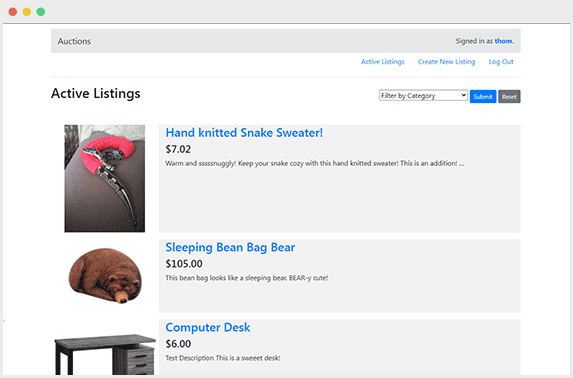 Auctions
Signed in as thom.
Active Listings
Create New Listing
Log Out
Active Listings
Filter by Category
Submit
Reset
Hand knitted Snake Sweater!
$7.02
Warm and sssssnuggly! Keep your snake cozy with this hand knitted sweater! This is an addition! ...
Sleeping Bean Bag Bear
$105.00
This bean bag looks like a sleeping bear. BEAR-y cute!
Computer Desk
$6.00
Test Description This is a sweeet desk!